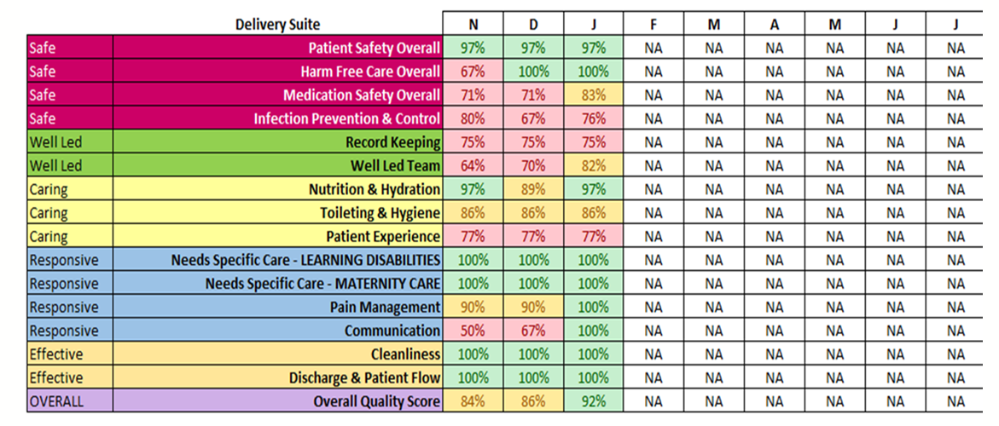 Delivery Suite N D J F M A M J J
Safe Patient Safety Overall 97% 97% 97% NA NA NA NA NA NA
Safe Harm Free Care Overall 67% 100% 100% NA NA NA NA NA NA
Safe Medication Safety Overall 71% 71% 83% NA NA NA NA NA NA
Safe Infection Prevention & Control 80% 67% 76% NA NA NA NA NA NA
Well Led Record Keeping 75% 75% 75% NA NA NA NA NA NA
Well Led Well Led Team 64% 70% 82% NA NA NA NA NA NA
Caring Nutrition & Hydration 97% 89% 97% NA NA NA NA NA NA
Caring Toileting & Hygiene 86% 86% 86% NA NA NA NA NA NA
Caring Patient Experience 77% 77% 77% NA NA NA NA NA NA
Responsive Needs Specific Care - LEARNING DISABILITIES 100% 100% 100% NA NA NA NA NA NA
Responsive Needs Specific Care - MATERNITY CARE 100% 100% 100% NA NA NA NA NA NA
Responsive Pain Management 90% 90% 100% NA NA NA NA NA NA
Responsive Communication 50% 67% 100% NA NA NA NA NA NA
Effective Cleanliness 100% 100% 100% NA NA NA NA NA NA
Effective Discharge & Patient Flow 100% 100% 100% NA NA NA NA NA NA
OVERALL Overall Quality Score 84% 86% 92% NA NA NA NA NA NA